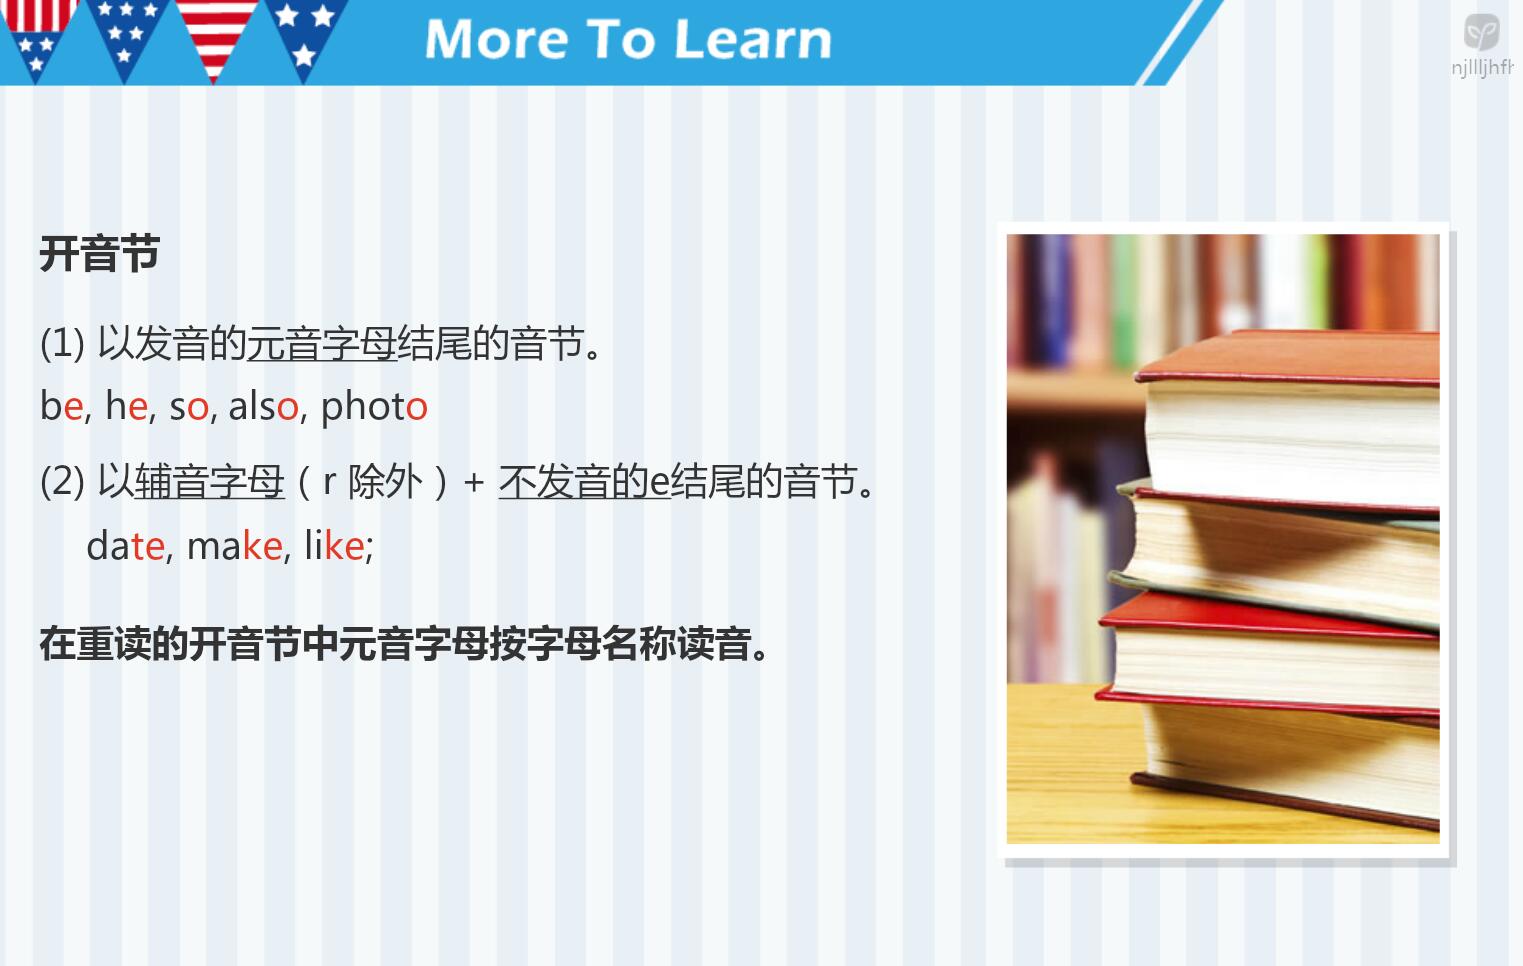 More To Learn
njllljhfh
开音节
(1) 以发音的元音字母结尾的音节。
be, he, so, also, photo
(2) 以辅音字母（r 除外）+ 不发音的e结尾的音节。
date, make, like;
在重读的开音节中元音字母按字母名称读音。